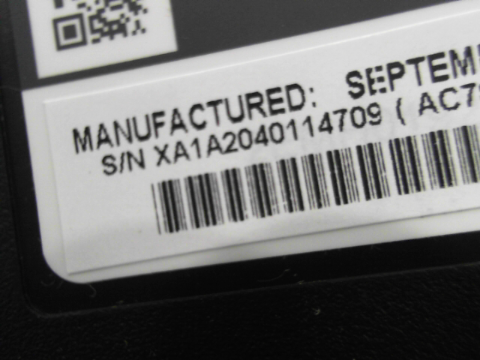 MANUFACTURED: SEPTEM
S/N XA1A2040114709 ( AC7